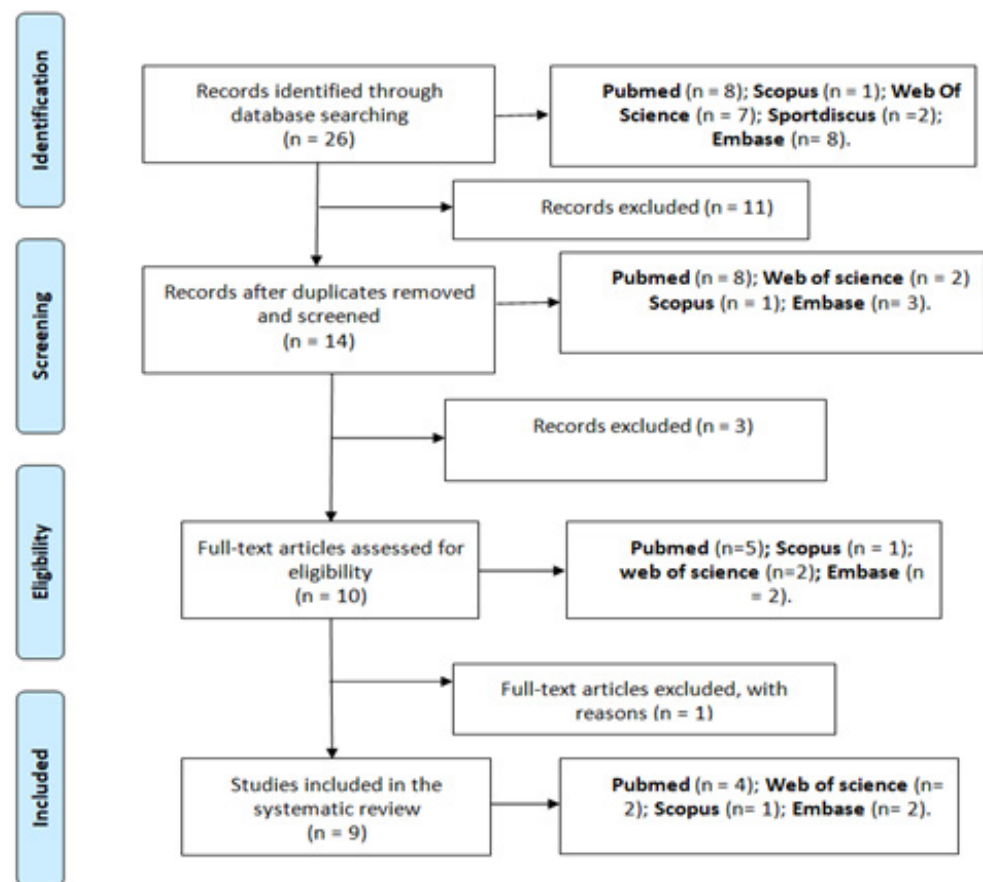 Identification
Records identified through
database searching
(n = 26)
Pubmed (n = 8); Scopus (n = 1); Web Of
Science (n = 7); Sportdiscus (n =2);
Embase (n= 8).
Records excluded (n = 11)
Screening
Records after duplicates removed
and screened
(n = 14)
Pubmed (n = 8); Web of science (n = 2)
Scopus (n = 1); Embase (n= 3).
Records excluded (n = 3)
Eligibility
Full-text articles assessed for
eligibility
(n = 10)
Pubmed (n=5); Scopus (n = 1);
web of science (n=2); Embase (n
= 2).
Full-text articles excluded, with
reasons (n = 1)
Included
Studies included in the
systematic review
(n = 9)
Pubmed (n = 4); Web of science (n=
2); Scopus (n= 1); Embase (n= 2).